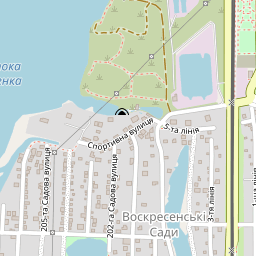 Спортивна вулиця
5-та лінія
205-та Садова вулиця
202-га Садова вулиця
Воскресенські
Сади